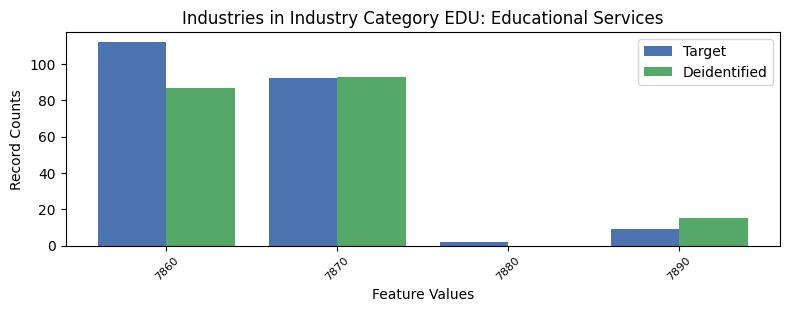 Industries in Industry Category EDU: Educational Services
Target
Deidentified
Record Counts
100
80
60
40
20
0
7860
7870
7880
7890
Feature Values